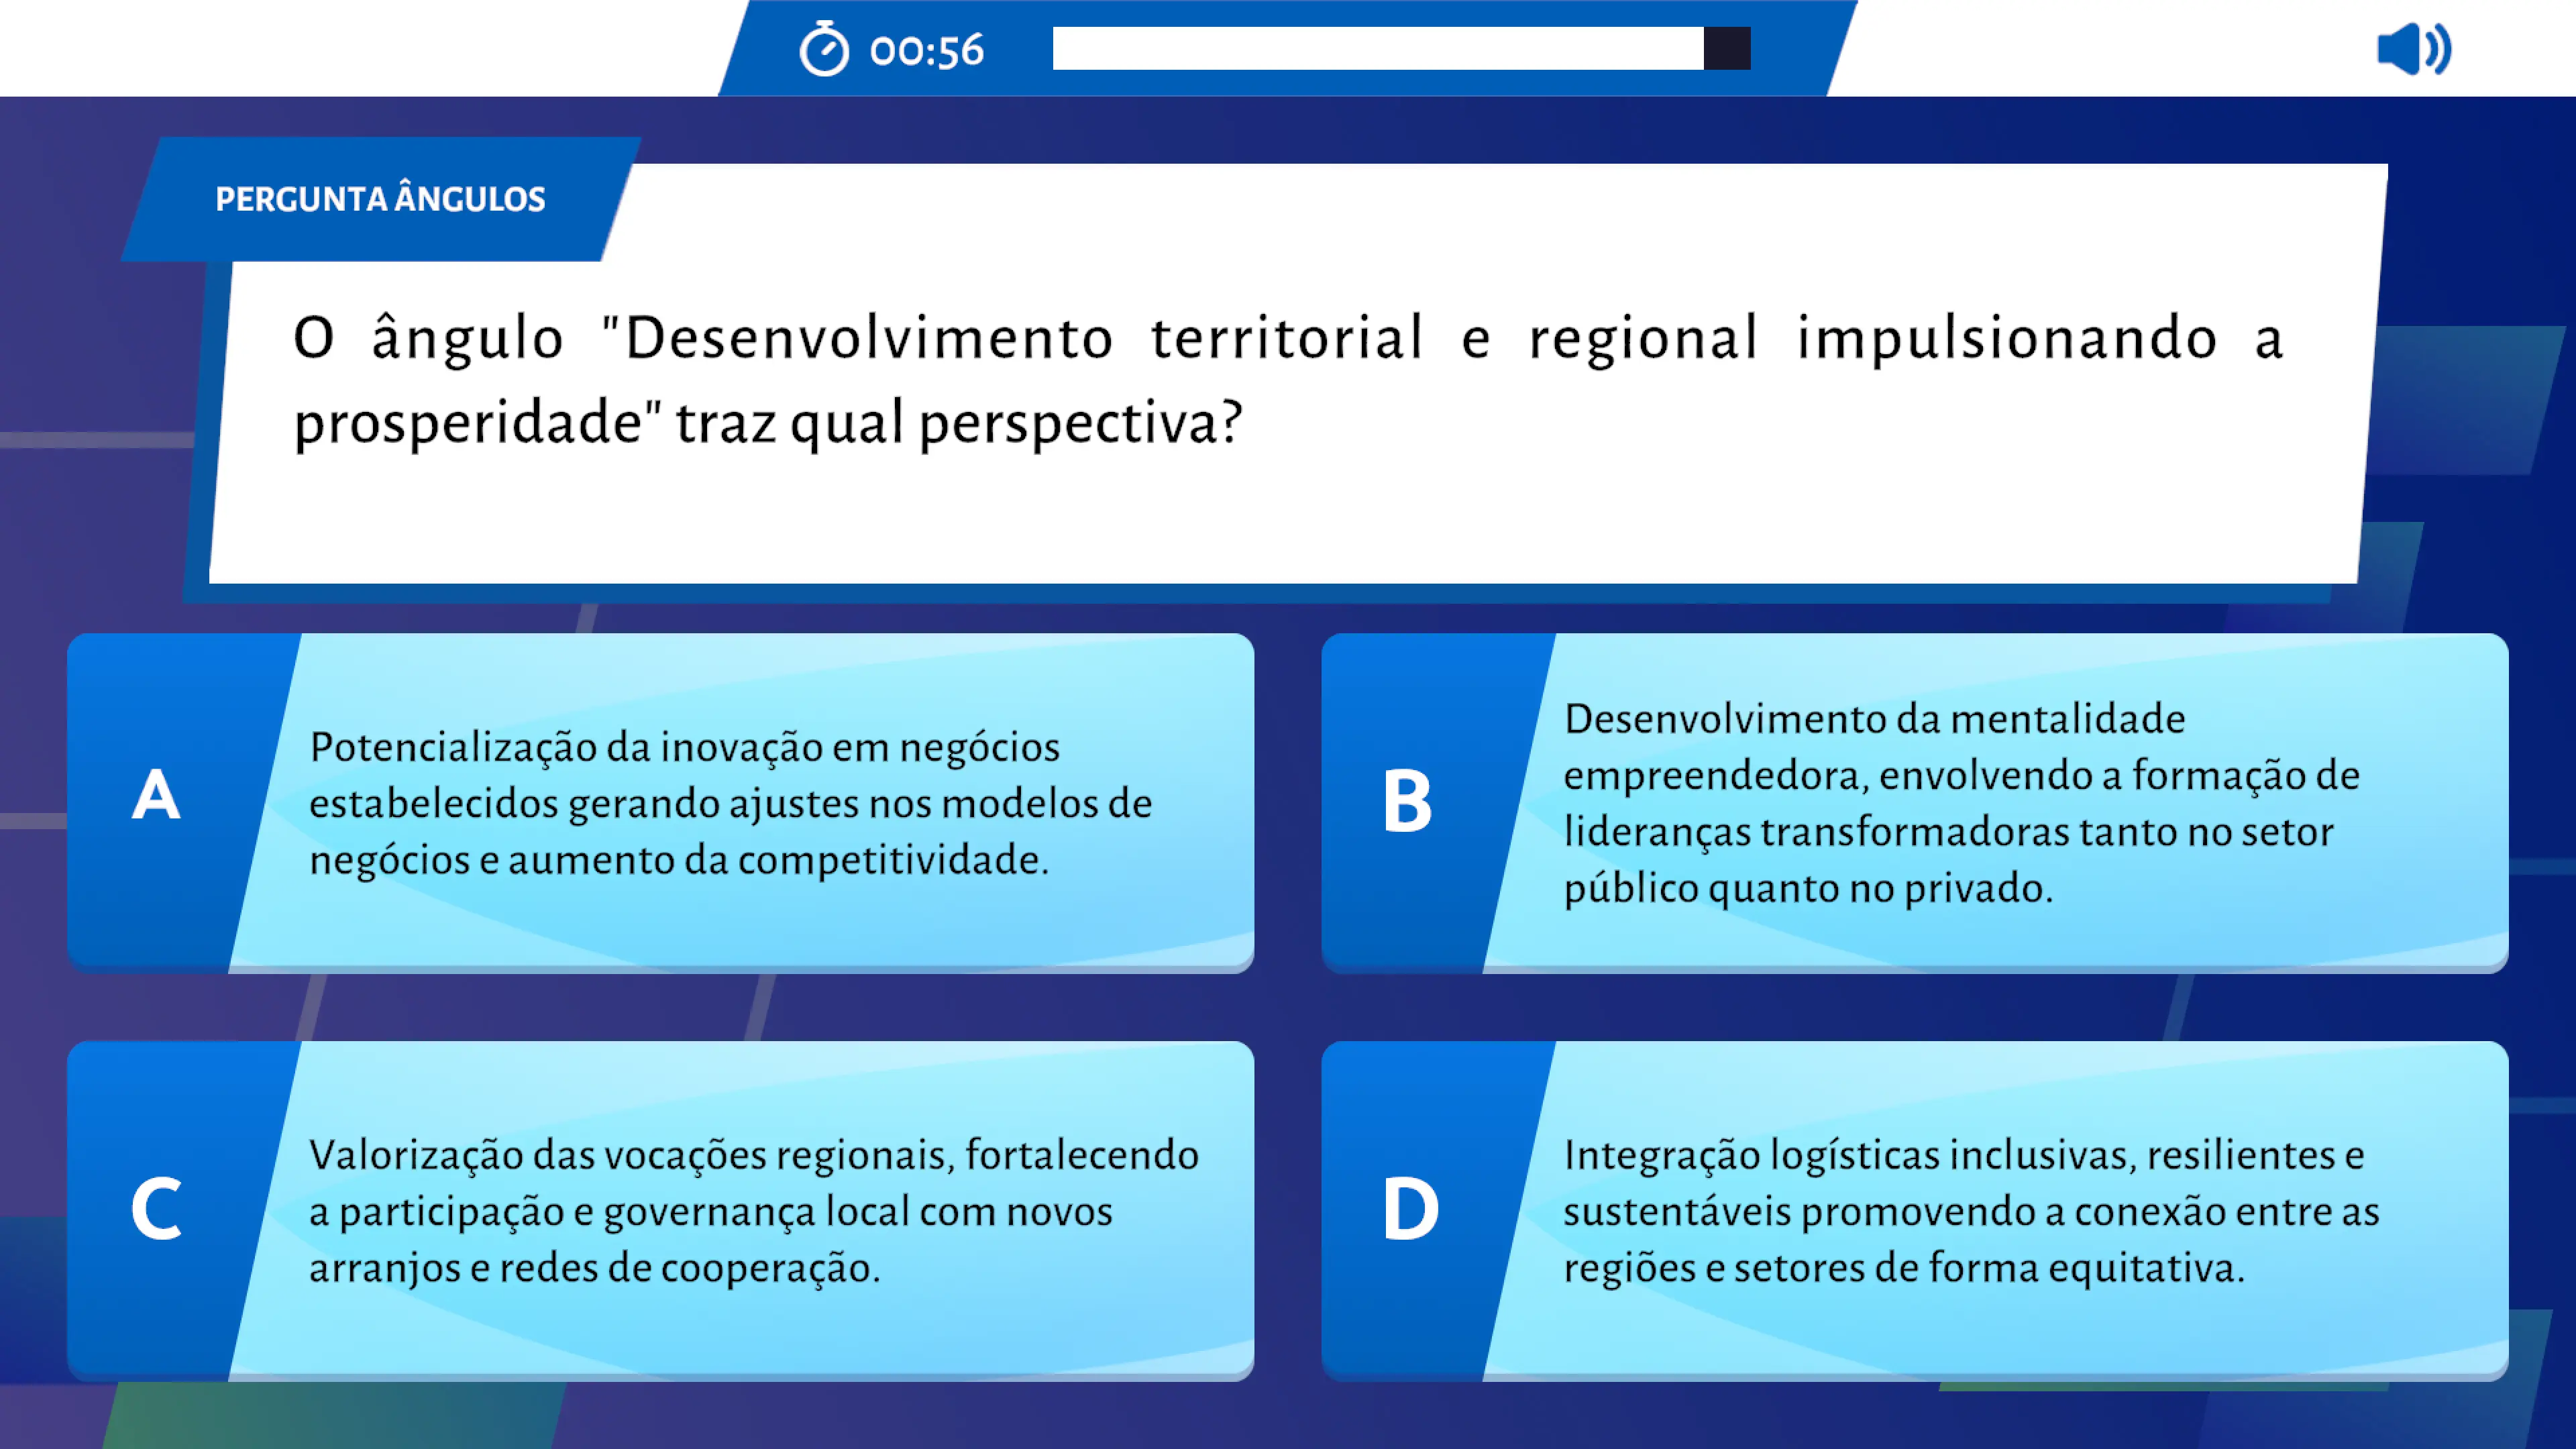 00:56
PERGUNTA ÂNGULOS
O ângulo "Desenvolvimento territorial e regional impulsionando a
prosperidade" traz qual perspectiva?
A
Potencialização da inovação em negócios
estabelecidos gerando ajustes nos modelos de
negócios e aumento da competitividade.
B
Desenvolvimento da mentalidade
empreendedora, envolvendo a formação de
lideranças transformadoras tanto no setor
público quanto no privado.
C
Valorização das vocações regionais, fortalecendo
a participação e governança local com novos
arranjos e redes de cooperação.
D
Integração logísticas inclusivas, resilientes e
sustentáveis promovendo a conexão entre as
regiões e setores de forma equitativa.